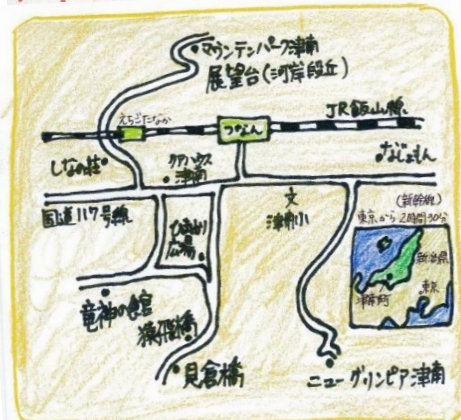 マウンテンパーク津南
展望台(河岸段丘)
JR飯山線
えちごたなか
つなん
しなの荘
クアハウス
津南
なじょもん
国道117号線
ひまわり
広場
文
津南小
(新幹線)
東京から2時間30分
新潟県
東京
津南町
竜神の館
猿飛橋
見倉橋
ニューグリンピア津南